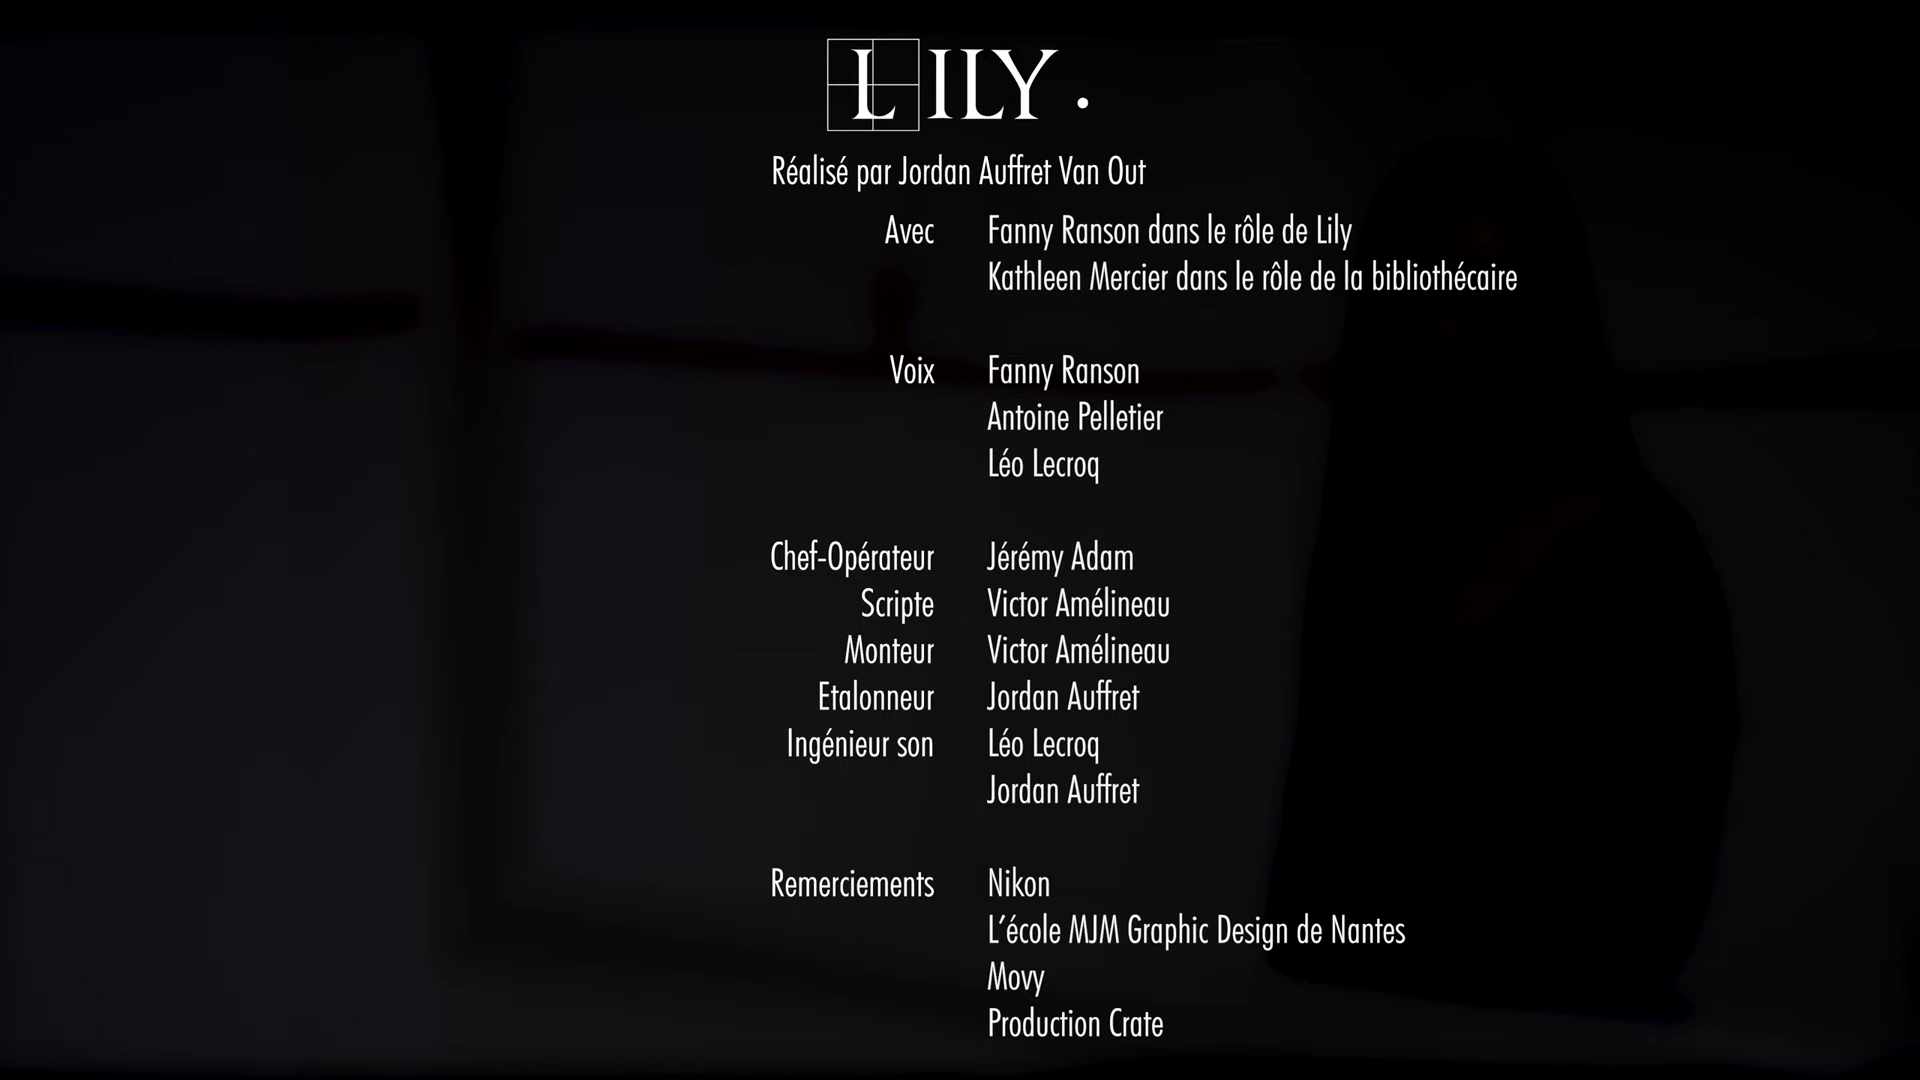 LILY.
Réalisé par Jordan Auffret Van Out
Avec Fanny Ranson dans le rôle de Lily
Kathleen Mercier dans le rôle de la bibliothécaire
Voix Fanny Ranson
Antoine Pelletier
Léo Lecroq
Chef-Opérateur Jérémy Adam
Scripte Victor Amélineau
Monteur Victor Amélineau
Etalonneur Jordan Auffret
Ingénieur son Léo Lecroq
Jordan Auffret
Remerciements Nikon
L’école MJM Graphic Design de Nantes
Movy
Production Crate